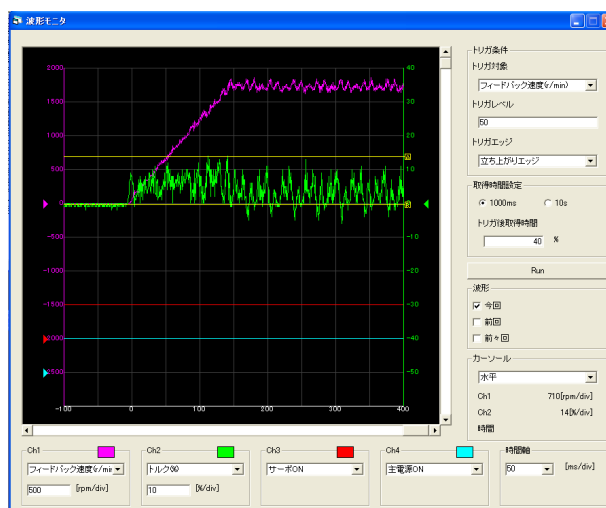 波形モニタ
トリガ条件
トリガ対象
フィードバック速度(r/min)
トリガレベル
50
トリガエッジ
立ち上がりエッジ
取得時間設定
1000ms 10s
トリガ後取得時間
40 %
Run
波形
今回
前回
前々回
カーソール
水平
Ch1 710[rpm/div]
Ch2 14[%/div]
時間
2000 40
1500 30
1000 20
500 10
0
-500 -10
-1000 -20
-1500 -30
-2000 -40
-2500 -50
-100 0 100 200 300 400
Ch1 Ch2 Ch3 Ch4 時間軸
フィードバック速度(r/min トルク(%) サーボON 主電源ON 50 [ms/div]
500 [rpm/div] 10 [%/div]